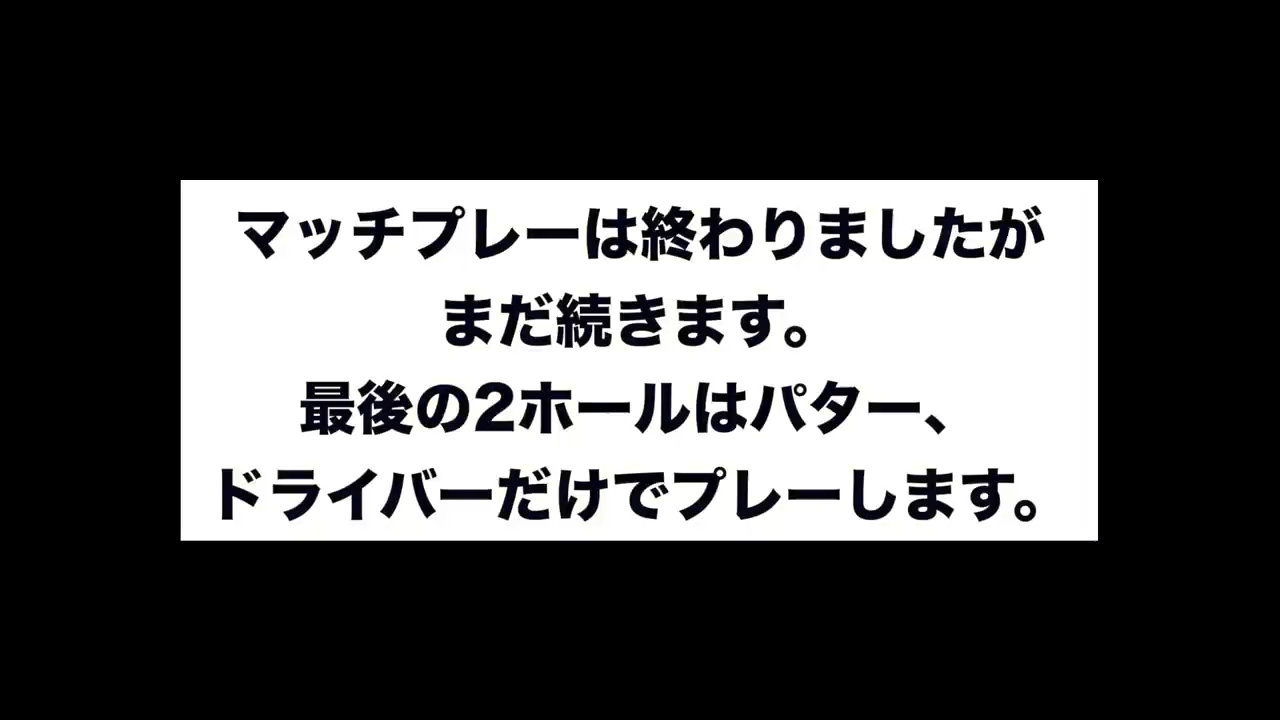 マッチプレーは終わりましたが
まだ続きます。
最後の2ホールはパター、
ドライバーだけでプレーします。